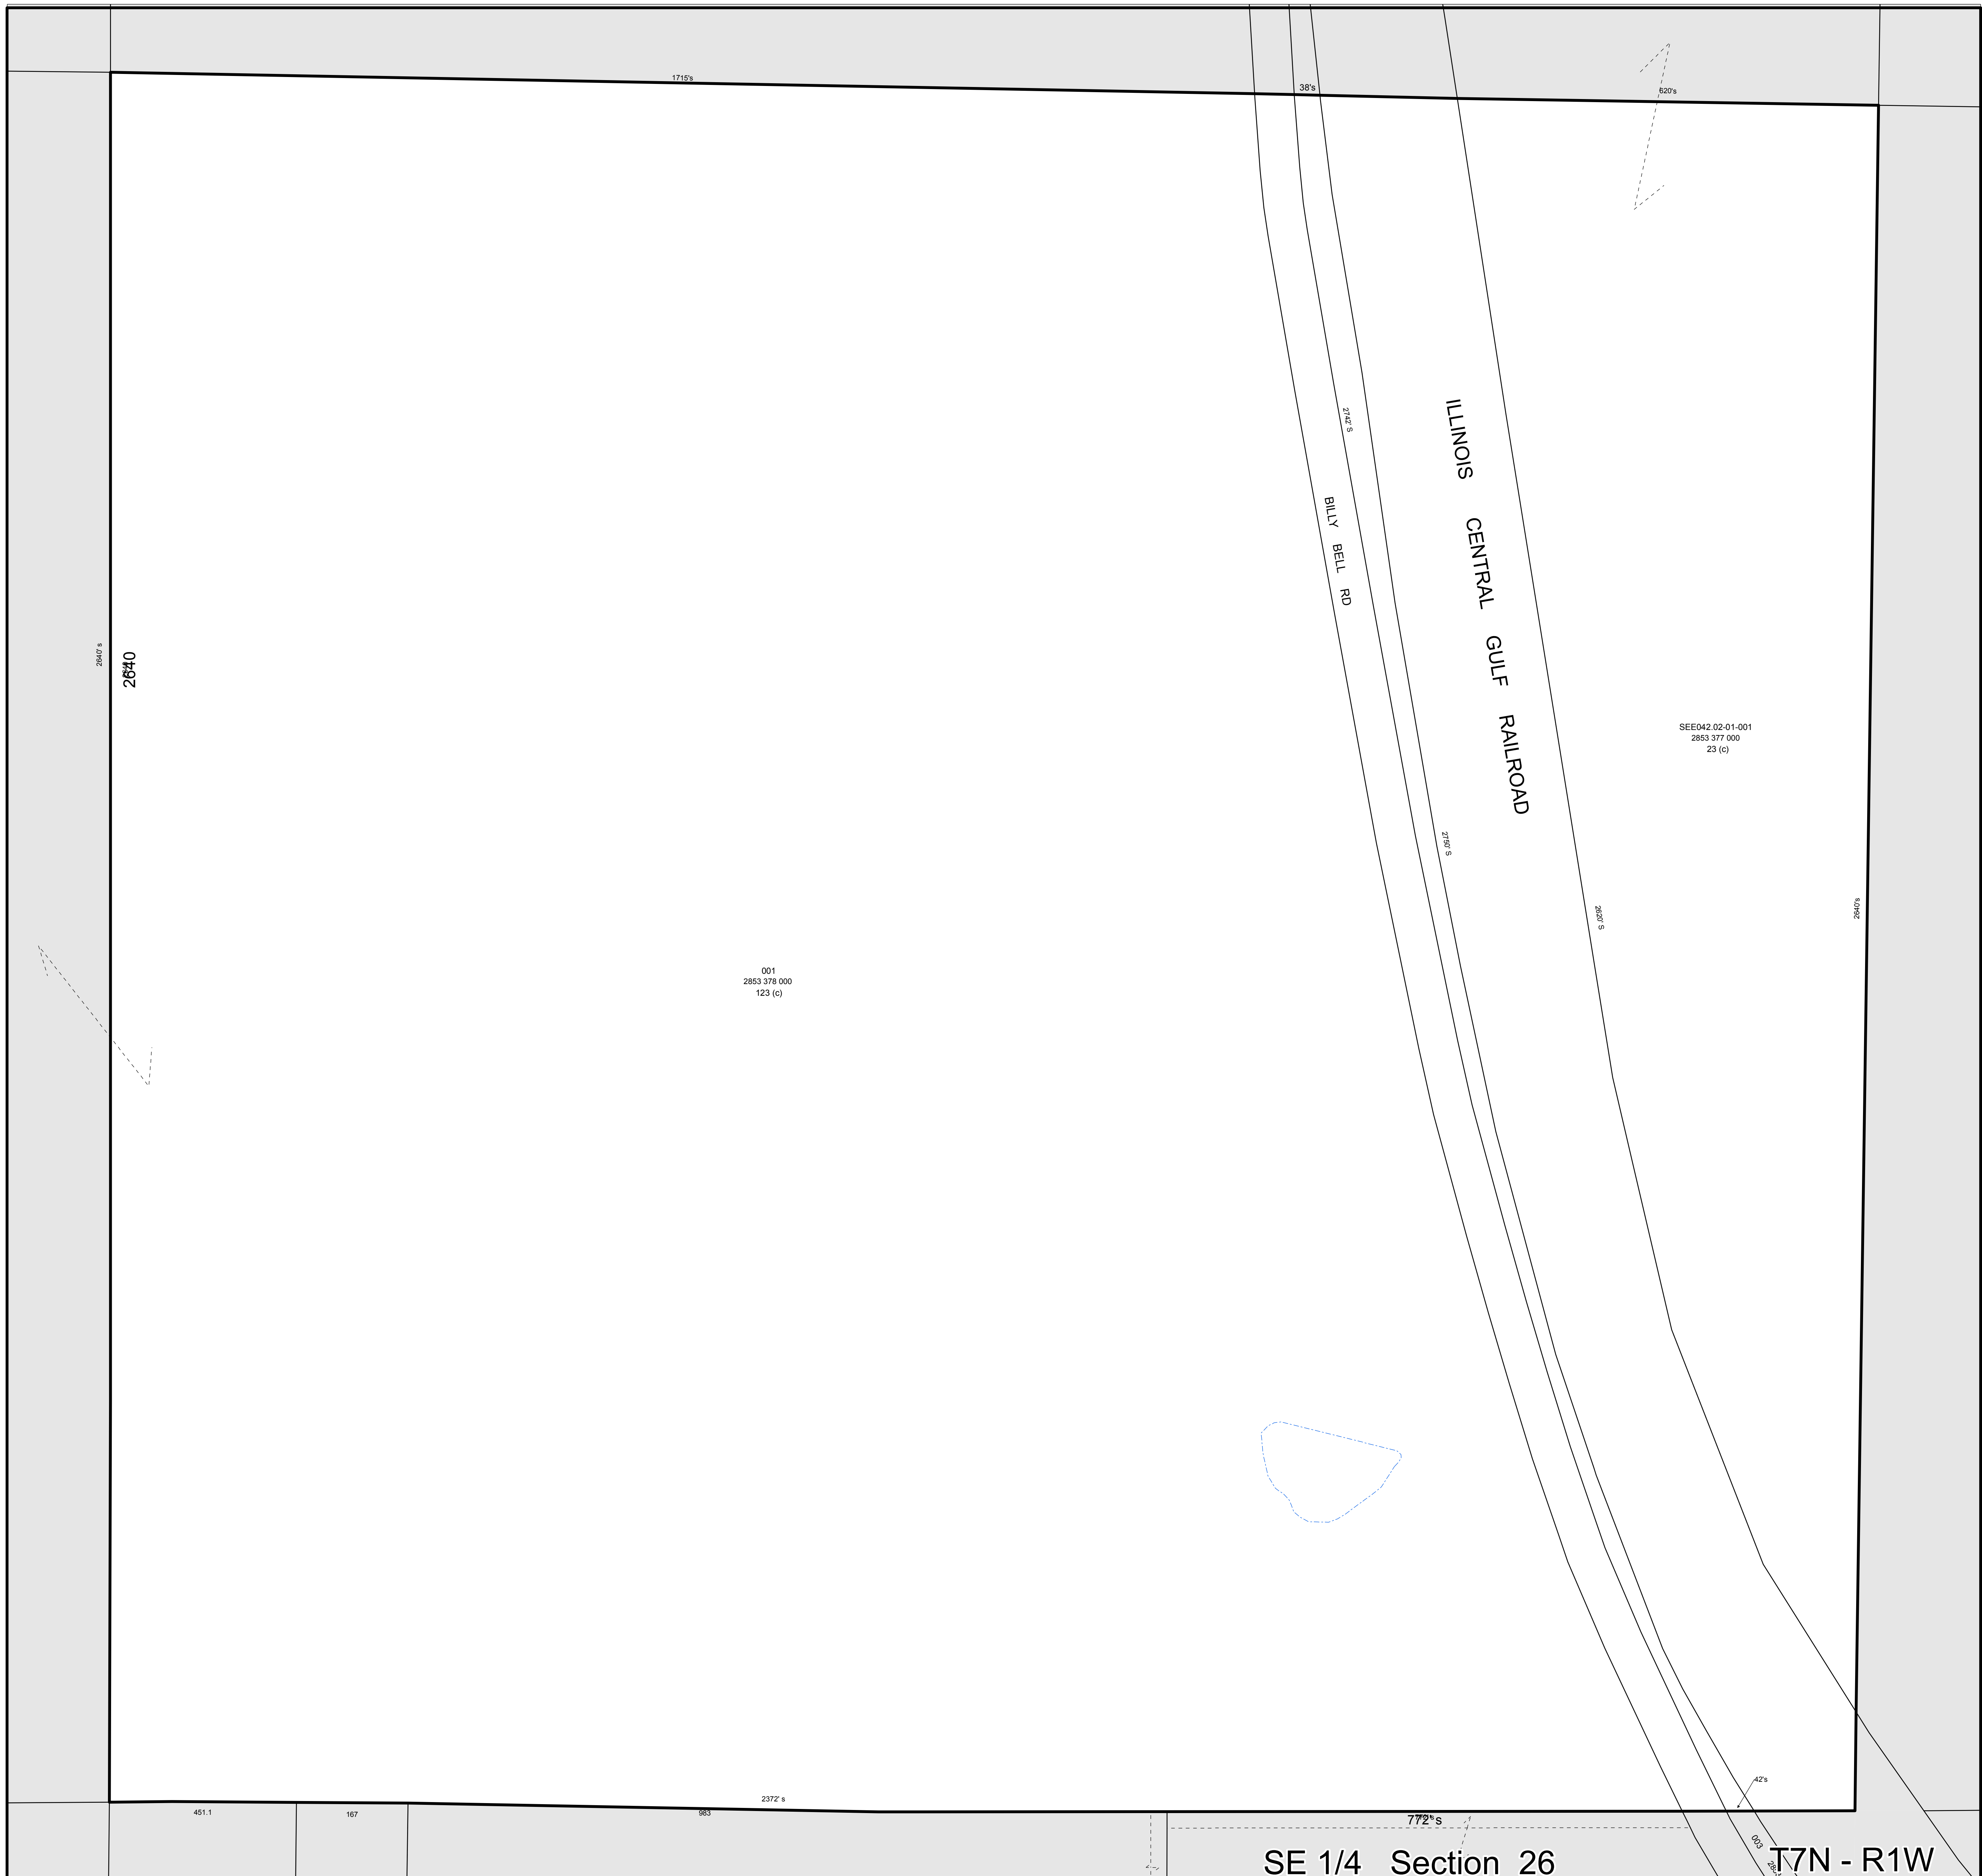 1715's
38's
620's
2742' S
ILLINOIS CENTRAL GULF RAILROAD
BILLY BELL RD
2640' s
2640
SEE042.02-01-001
2853 377 000
23 (c)
2750' S
2620' S
2640's
001
2853 378 000
123 (c)
42's
2372' s
451.1
167
983
772's
003
SE 1/4 Section 26
T7N - R1W